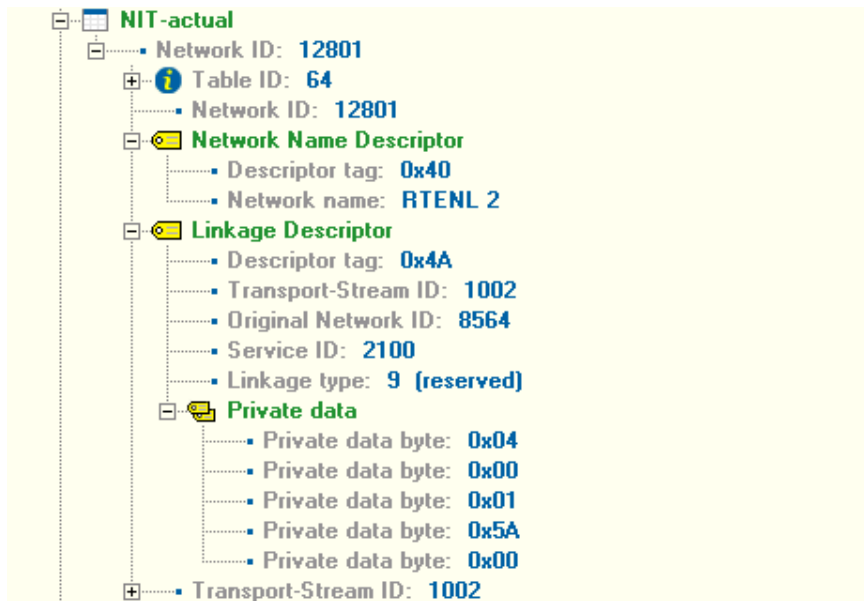 NIT-actual
Network ID: 12801
Table ID: 64
Network ID: 12801
Network Name Descriptor
Descriptor tag: 0x40
Network name: RTENL 2
Linkage Descriptor
Descriptor tag: 0x4A
Transport-Stream ID: 1002
Original Network ID: 8564
Service ID: 2100
Linkage type: 9 (reserved)
Private data
Private data byte: 0x04
Private data byte: 0x00
Private data byte: 0x01
Private data byte: 0x5A
Private data byte: 0x00
Transport-Stream ID: 1002